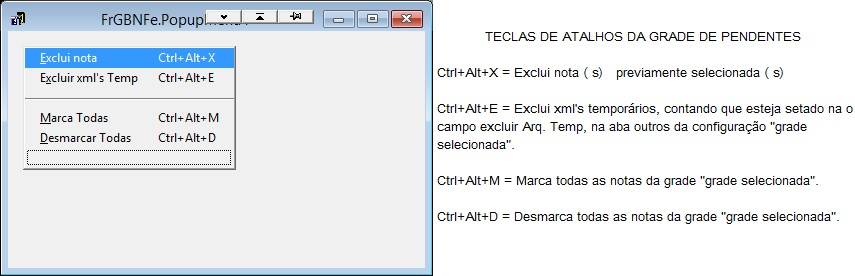 FrGBNFe.PopupMenu1
Exclui nota Ctrl+Alt+X
Excluir xml's Temp Ctrl+Alt+E
Marca Todas Ctrl+Alt+M
Desmarcar Todas Ctrl+Alt+D
TECLAS DE ATALHOS DA GRADE DE PENDENTES
Ctrl+Alt+X = Exclui nota ( s) previamente selecionada ( s)
Ctrl+Alt+E = Exclui xml's temporários, contando que esteja setado na o
campo excluir Arq. Temp, na aba outros da configuração "grade
selecionada".
Ctrl+Alt+M = Marca todas as notas da grade "grade selecionada".
Ctrl+Alt+D = Desmarca todas as notas da grade "grade selecionada".